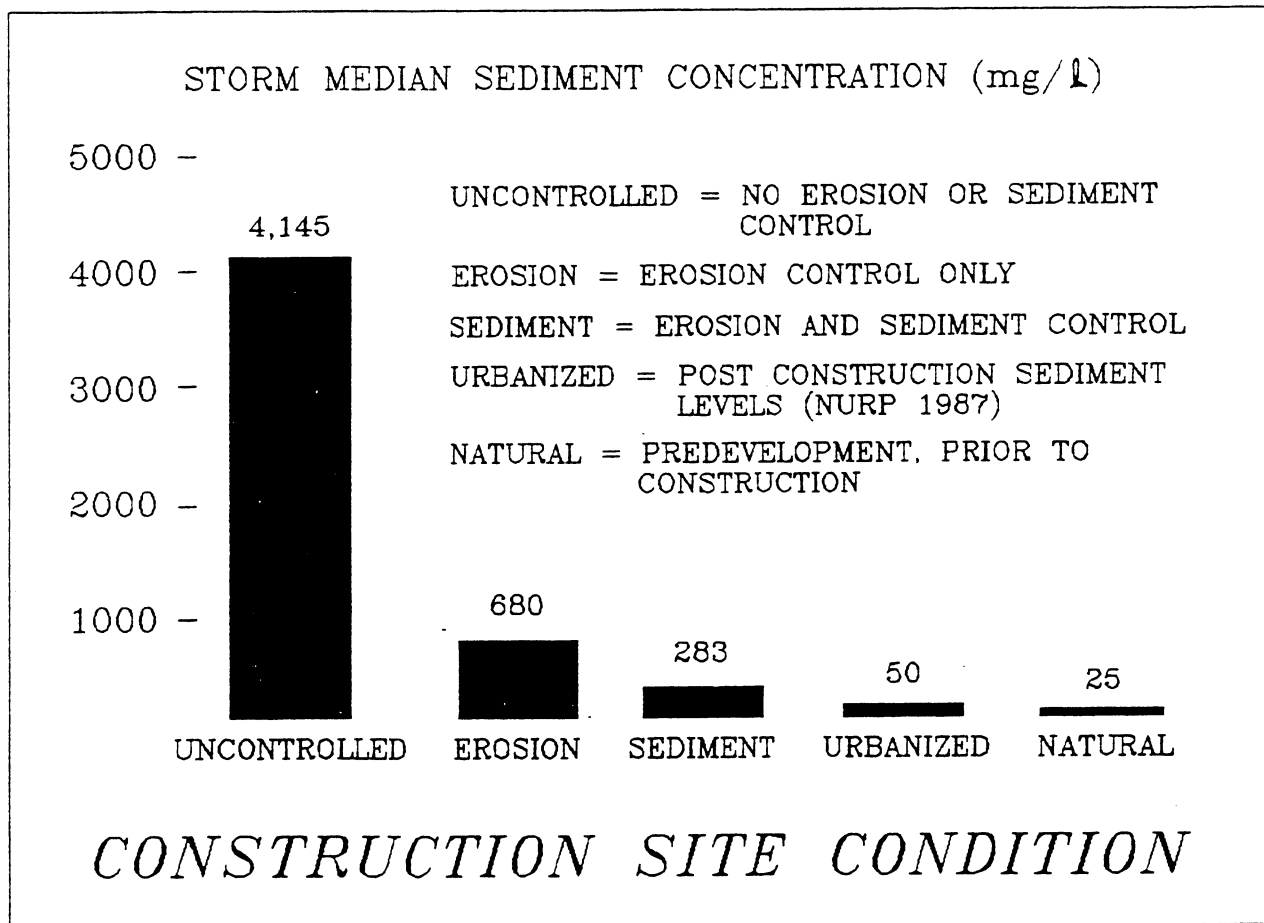 STORM MEDIAN SEDIMENT CONCENTRATION (mg/l)
5000 -
UNCONTROLLED = NO EROSION OR SEDIMENT
CONTROL
4,145
4000 -
EROSION = EROSION CONTROL ONLY
SEDIMENT = EROSION AND SEDIMENT CONTROL
3000 -
URBANIZED = POST CONSTRUCTION SEDIMENT
LEVELS (NURP 1987)
NATURAL = PREDEVELOPMENT, PRIOR TO
CONSTRUCTION
2000 -
1000 -
680
283
50
25
UNCONTROLLED EROSION SEDIMENT URBANIZED NATURAL
CONSTRUCTION SITE CONDITION